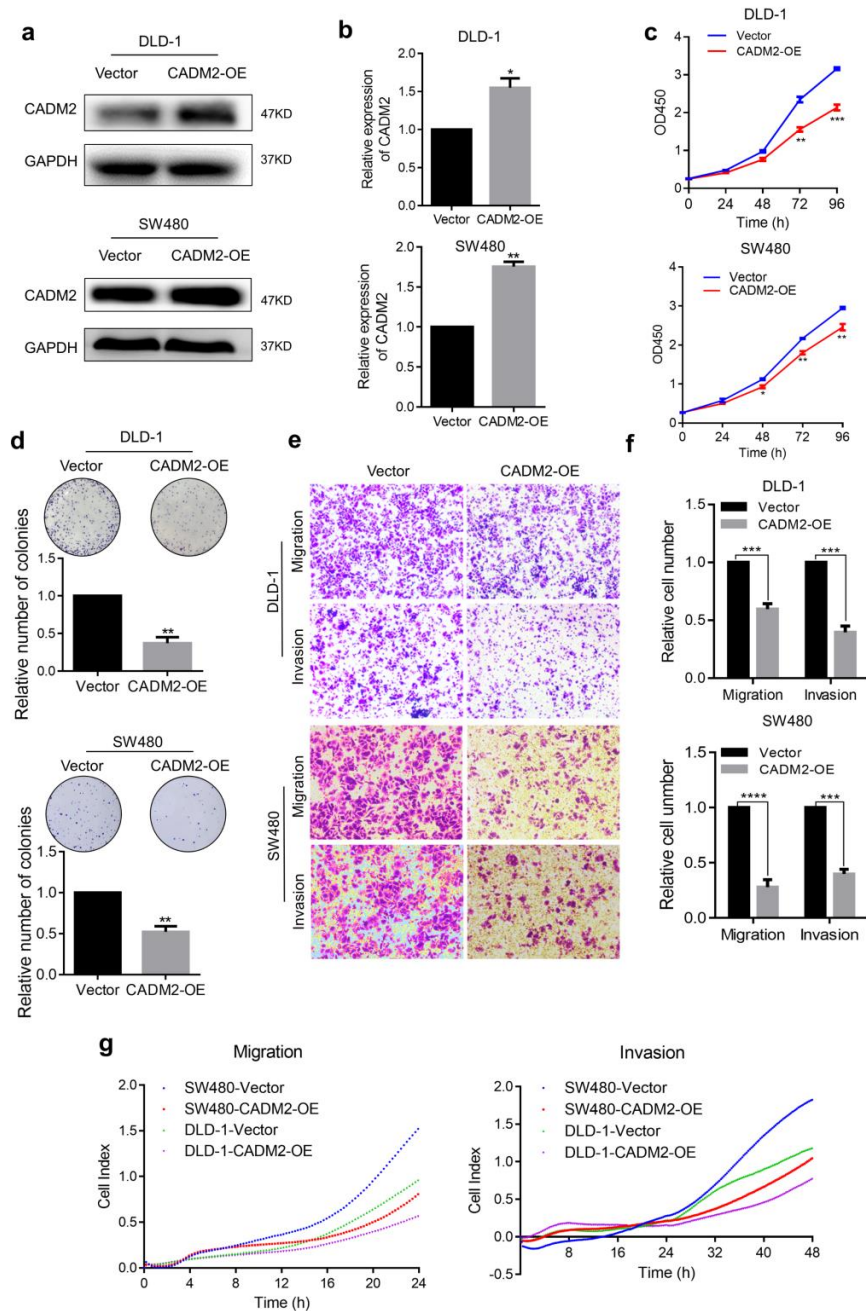 a
DLD-1
Vector CADM2-OE
CADM2 47KD
GAPDH 37KD
SW480
Vector CADM2-OE
CADM2 47KD
GAPDH 37KD
b
DLD-1
Relative expression
of CADM2
2.0
1.5
1.0
0.5
0.0
*
Vector CADM2-OE
SW480
Relative expression
of CADM2
2.0
1.5
1.0
0.5
0.0
**
Vector CADM2-OE
c
DLD-1
Vector
CADM2-OE
OD450
4
3
2
1
0
** ***
0 24 48 72 96
Time (h)
SW480
Vector
CADM2-OE
OD450
4
3
2
1
0
* ** **
0 24 48 72 96
Time (h)
d
DLD-1
Vector CADM2-OE
Relative number of colonies
1.5
1.0
0.5
0.0
**
Vector CADM2-OE
SW480
Vector CADM2-OE
Relative number of colonies
1.5
1.0
0.5
0.0
**
Vector CADM2-OE
e
Vector CADM2-OE
DLD-1
Migration
Invasion
SW480
Migration
Invasion
f
DLD-1
Vector
CADM2-OE
Relative cell number
1.5
1.0
0.5
0.0
*** ***
Migration Invasion
SW480
Vector
CADM2-OE
Relative cell unmber
1.5
1.0
0.5
0.0
**** ***
Migration Invasion
g
Migration
SW480-Vector
SW480-CADM2-OE
DLD-1-Vector
DLD-1-CADM2-OE
Cell Index
2.0
1.5
1.0
0.5
0.0
0 4 8 12 16 20 24
Time (h)
Invasion
SW480-Vector
SW480-CADM2-OE
DLD-1-Vector
DLD-1-CADM2-OE
Cell Index
2.0
1.5
1.0
0.5
0.0
-0.5
8 16 24 32 40 48
Time (h)